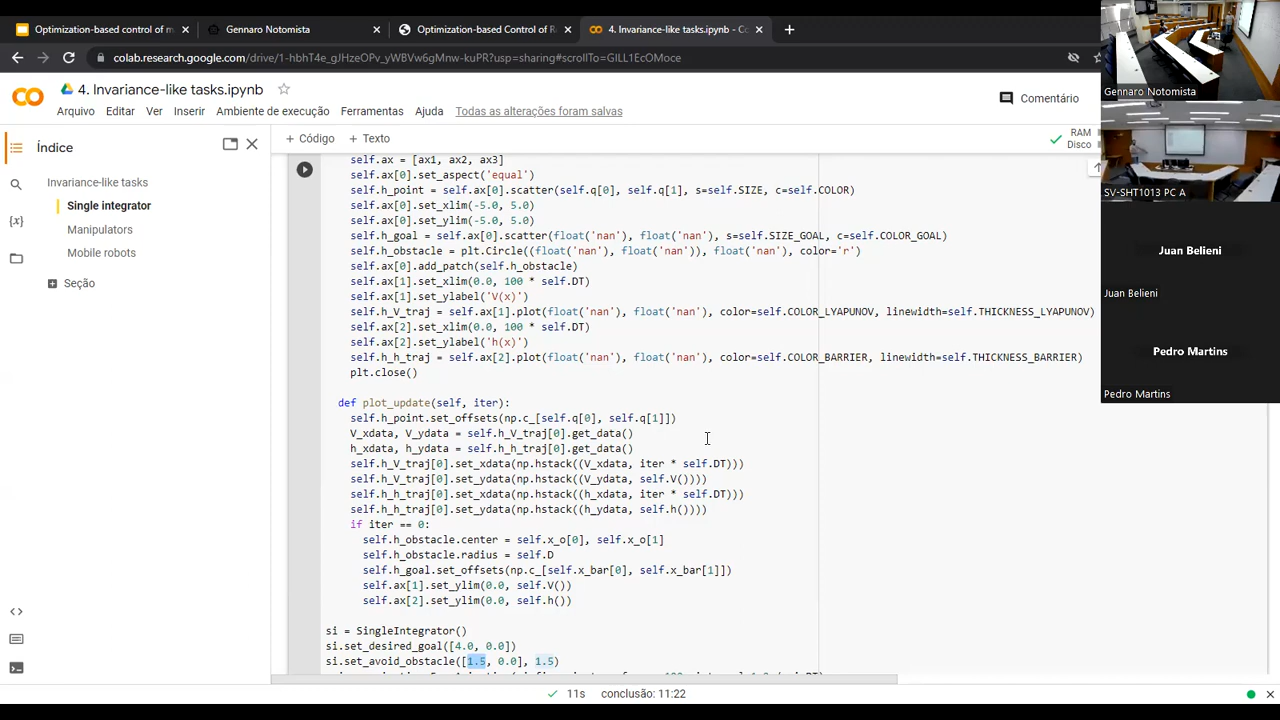 Optimization-based control of m
Gennaro Notomista
Optimization-based Control of R
4. Invariance-like tasks.ipynb - Co
colab.research.google.com/drive/1-hbhT4e_gJHzeOPv_yWBVw6gMnw-kuPR?usp=sharing#scrollTo=GILL1EcOMoce
4. Invariance-like tasks.ipynb
Arquivo Editar Ver Inserir Ambiente de execução Ferramentas Ajuda Todas as alterações foram salvas
Comentário
Índice
+ Código + Texto
RAM
Disco
Invariance-like tasks
Single integrator
Manipulators
Mobile robots
Seção
self.ax = [ax1, ax2, ax3]
self.ax[0].set_aspect('equal')
self.h_point = self.ax[0].scatter(self.q[0], self.q[1], s=self.SIZE, c=self.COLOR)
self.ax[0].set_xlim(-5.0, 5.0)
self.ax[0].set_ylim(-5.0, 5.0)
self.h_goal = self.ax[0].scatter(float('nan'), float('nan'), s=self.SIZE_GOAL, c=self.COLOR_GOAL)
self.h_obstacle = plt.Circle((float('nan'), float('nan')), float('nan'), color='r')
self.ax[0].add_patch(self.h_obstacle)
self.ax[1].set_xlim(0.0, 100 * self.DT)
self.ax[1].set_ylabel('V(x)')
self.h_V_traj = self.ax[1].plot(float('nan'), float('nan'), color=self.COLOR_LYAPUNOV, linewidth=self.THICKNESS_LYAPUNOV)
self.ax[2].set_xlim(0.0, 100 * self.DT)
self.ax[2].set_ylabel('h(x)')
self.h_h_traj = self.ax[2].plot(float('nan'), float('nan'), color=self.COLOR_BARRIER, linewidth=self.THICKNESS_BARRIER)
plt.close()
def plot_update(self, iter):
self.h_point.set_offsets(np.c_[self.q[0], self.q[1]])
V_xdata, V_ydata = self.h_V_traj[0].get_data()
h_xdata, h_ydata = self.h_h_traj[0].get_data()
self.h_V_traj[0].set_xdata(np.hstack((V_xdata, iter * self.DT)))
self.h_V_traj[0].set_ydata(np.hstack((V_ydata, self.V())))
self.h_h_traj[0].set_xdata(np.hstack((h_xdata, iter * self.DT)))
self.h_h_traj[0].set_ydata(np.hstack((h_ydata, self.h())))
if iter == 0:
self.h_obstacle.center = self.x_o[0], self.x_o[1]
self.h_obstacle.radius = self.D
self.h_goal.set_offsets(np.c_[self.x_bar[0], self.x_bar[1]])
self.ax[1].set_ylim(0.0, self.V())
self.ax[2].set_ylim(0.0, self.h())
si = SingleIntegrator()
si.set_desired_goal([4.0, 0.0])
si.set_avoid_obstacle([1.5, 0.0], 1.5)
11s conclusão: 11:22
Gennaro Notomista
SV-SHT1013 PC A
Juan Belieni
Juan Belieni
Pedro Martins
Pedro Martins